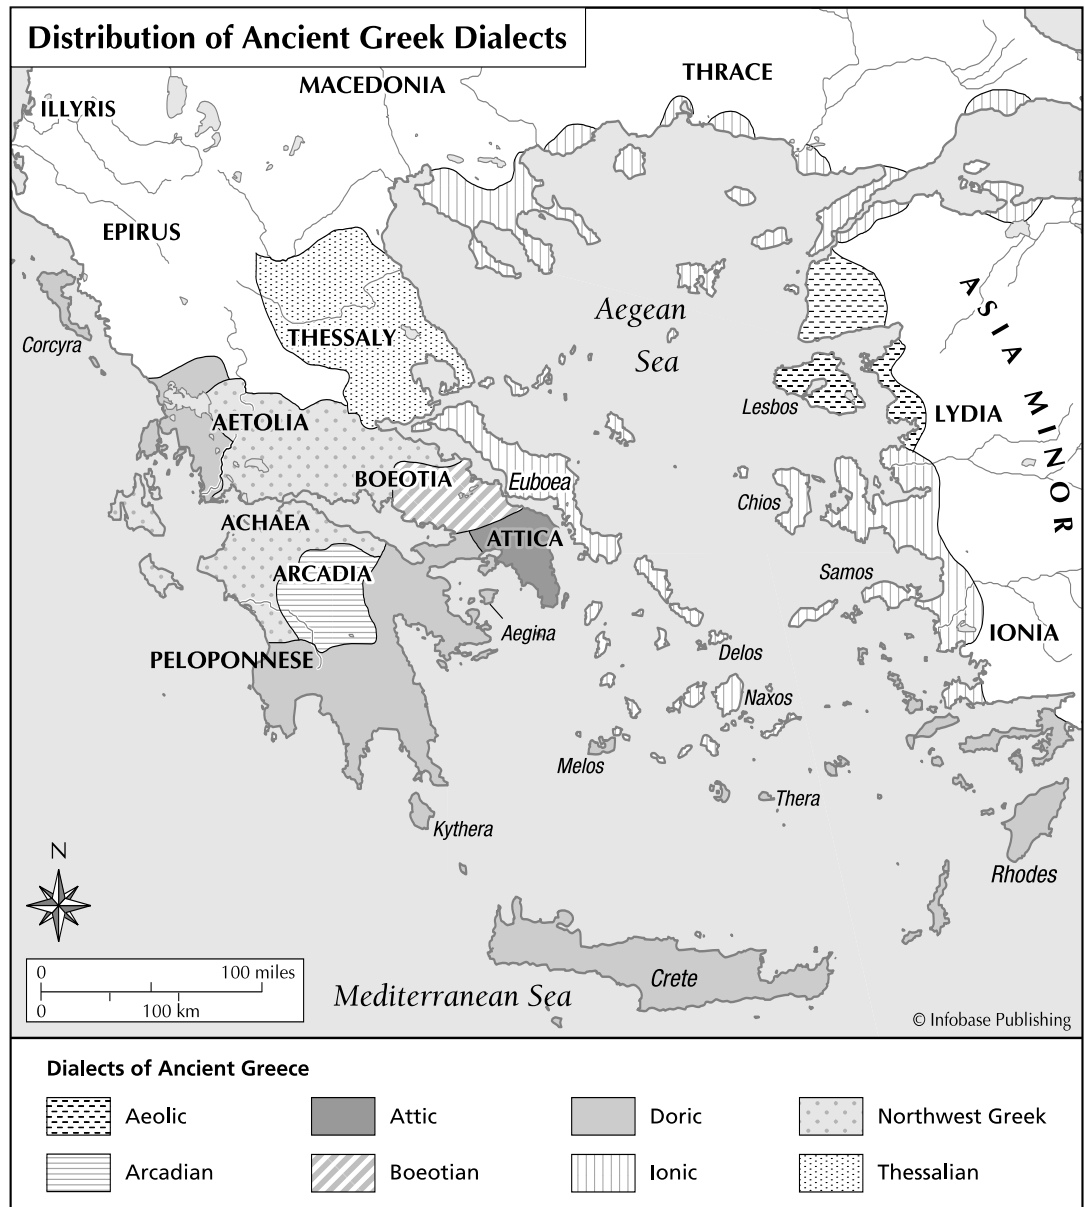 Distribution of Ancient Greek Dialects
THRACE
MACEDONIA
ILLYRIS
EPIRUS
ASIA MINOR
Aegean
Sea
THESSALY
Corcyra
Lesbos
LYDIA
AETOLIA
BOEOTIA
Euboea
Chios
ACHAEA
ATTICA
ARCADIA
Samos
Aegina
IONIA
Delos
PELOPONNESE
Naxos
Melos
Thera
Kythera
N
Rhodes
0 100 miles
0 100 km
Crete
Mediterranean Sea
© Infobase Publishing
Dialects of Ancient Greece
Aeolic Attic Doric Northwest Greek
Arcadian Boeotian Ionic Thessalian